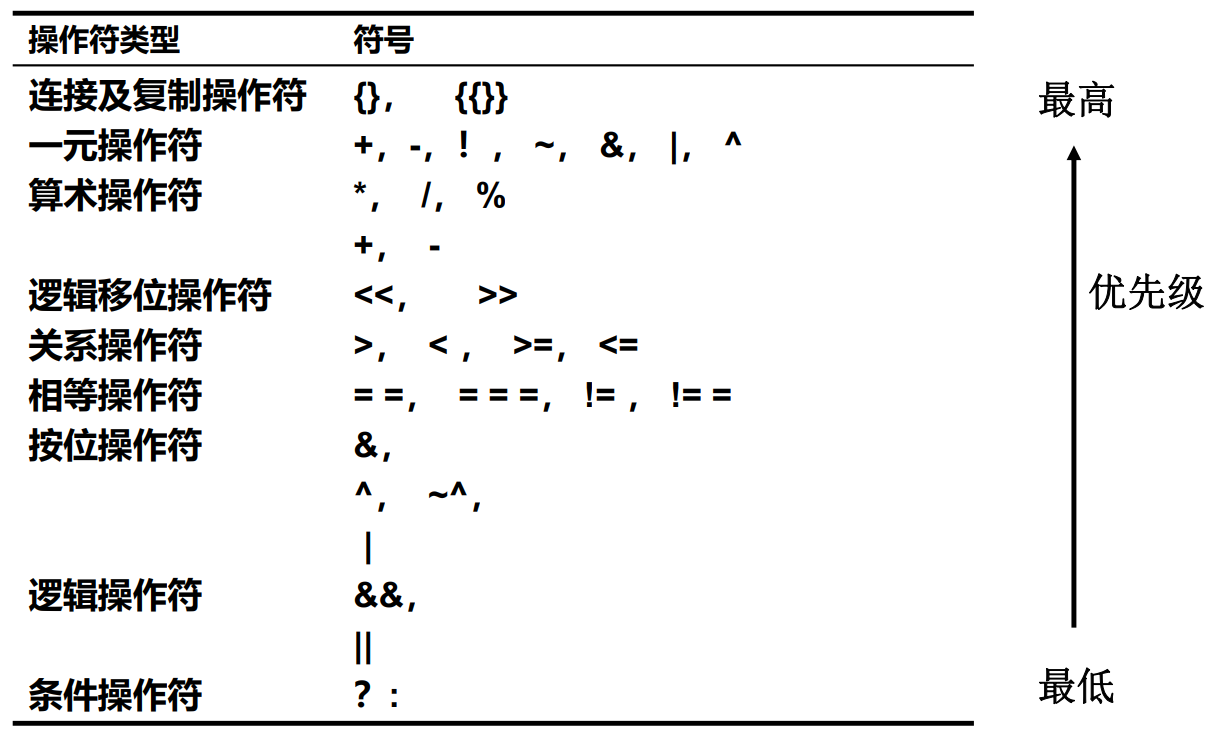 操作符类型 符号
连接及复制操作符 {}, {{}}
一元操作符 +, -, ! , ~, &, |, ^
算术操作符 *, /, %
+, -
逻辑移位操作符 <<, >>
关系操作符 >, < , >=, <=
相等操作符 = =, = = =, != , != =
按位操作符 &,
^, ~^,
|
逻辑操作符 &&,
||
条件操作符 ? :
最高
优先级
最低